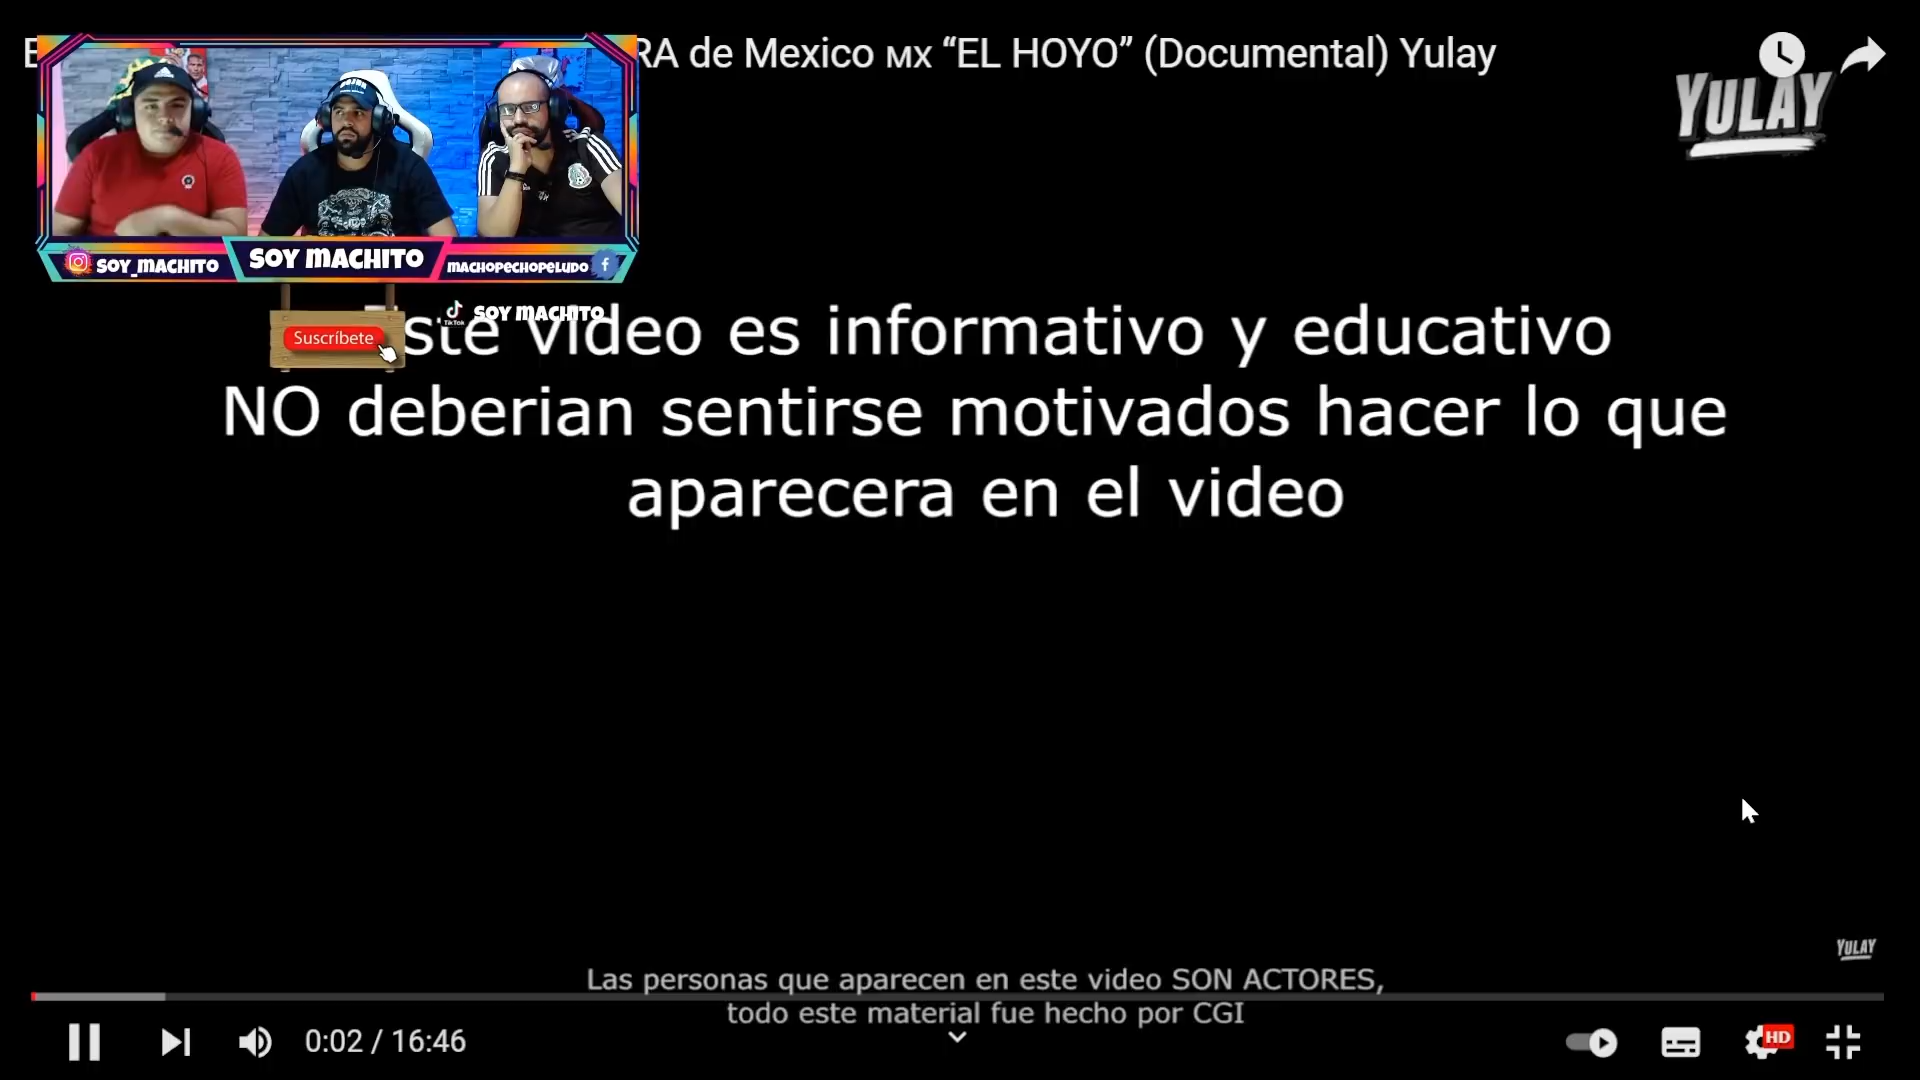 RA de Mexico MX “EL HOYO” (Documental) Yulay
YULAY
SOY_MACHITO
SOY MACHITO
MACHOPECHOPELUDO
TikTok
SOY MACHITO
Suscríbete
ste video es informativo y educativo
NO deberian sentirse motivados hacer lo que
aparecera en el video
YULAY
Las personas que aparecen en este video SON ACTORES,
todo este material fue hecho por CGI
0:02 / 16:46
HD